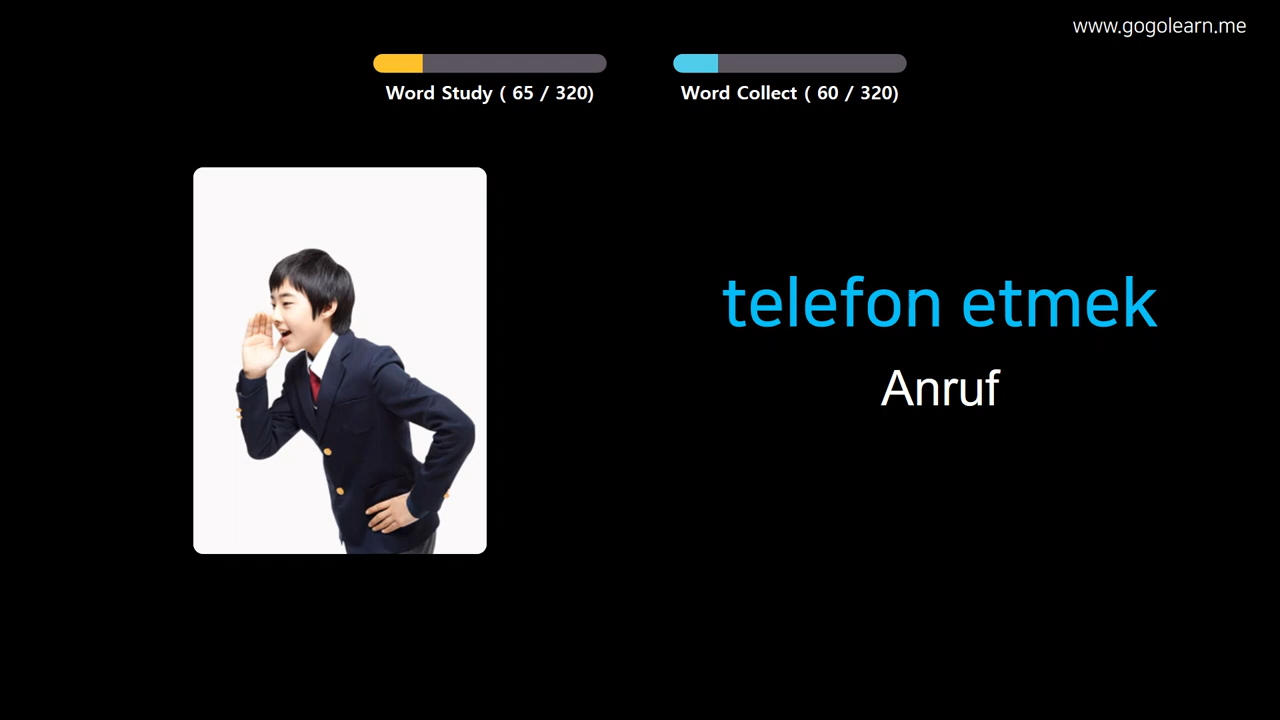 www.gogolearn.me
Word Study ( 65 / 320)
Word Collect ( 60 / 320)
telefon etmek
Anruf